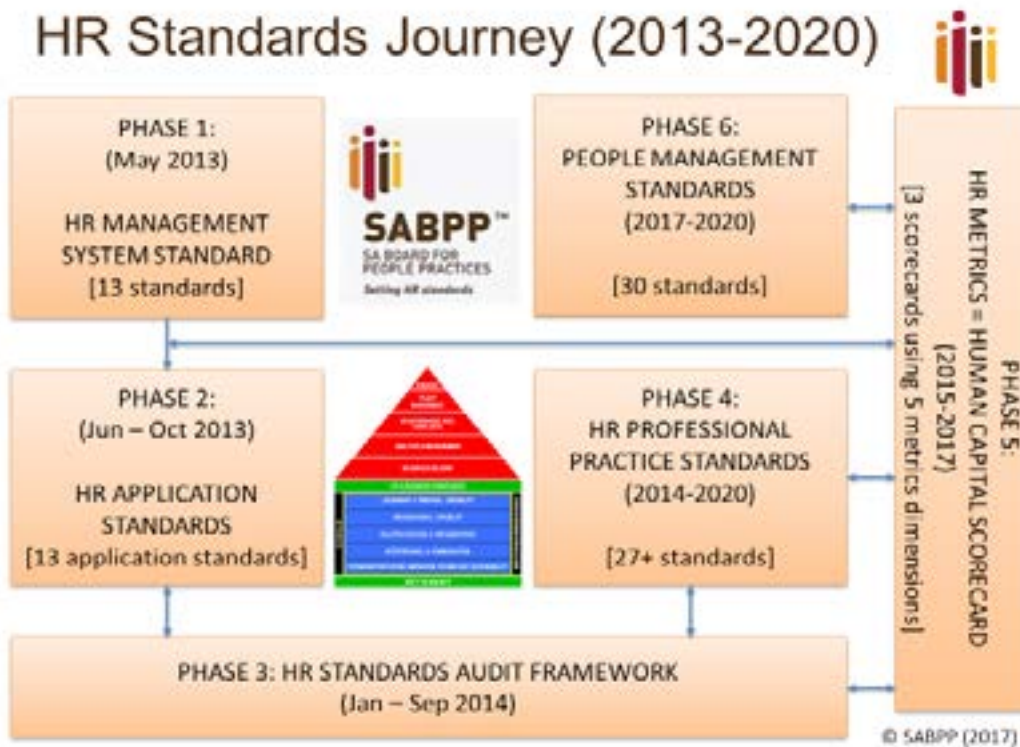 HR Standards Journey (2013-2020)
PHASE 1:
(May 2013)
HR MANAGEMENT
SYSTEM STANDARD
[13 standards]
SABPP™
SA BOARD FOR
PEOPLE PRACTICES
Setting HR standards
PHASE 6:
PEOPLE MANAGEMENT
STANDARDS
(2017-2020)
[30 standards]
PHASE 2:
(Jun – Oct 2013)
HR APPLICATION
STANDARDS
[13 application standards]
PHASE 4:
HR PROFESSIONAL
PRACTICE STANDARDS
(2014-2020)
[27+ standards]
PHASE 5:
HR METRICS = HUMAN CAPITAL SCORECARD
(2015-2017)
[3 scorecards using 5 metrics dimensions]
PHASE 3: HR STANDARDS AUDIT FRAMEWORK
(Jan – Sep 2014)
© SABPP (2017)